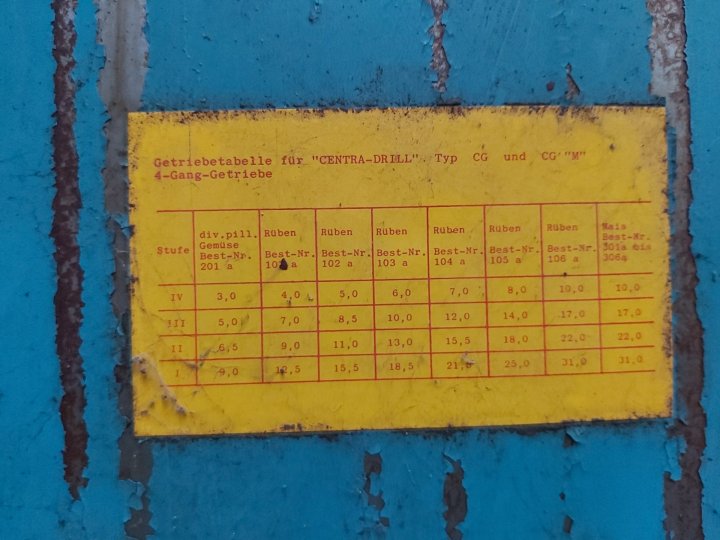 Getriebetabelle für "CENTRA-DRILL" Typ CG und CG "M"
4-Gang-Getriebe
Stufe div.pill. Gemüse Best-Nr. 201 a Rüben Best-Nr. a Rüben Best-Nr. 102 a Rüben Best-Nr. 103 a Rüben Best-Nr. 104 a Rüben Best-Nr. 105 a Rüben Best-Nr. 106 a Mais Best-Nr. 301a bis 306a
IV 3,0 4,0 5,0 6,0 7,0 8,0 10,0 10,0
III 5,0 7,0 8,5 10,0 12,0 14,0 17,0 17,0
II 6,5 9,0 11,0 13,0 15,5 18,0 22,0 22,0
I 9,0 12,5 15,5 18,5 21,5 25,0 31,0 31,0